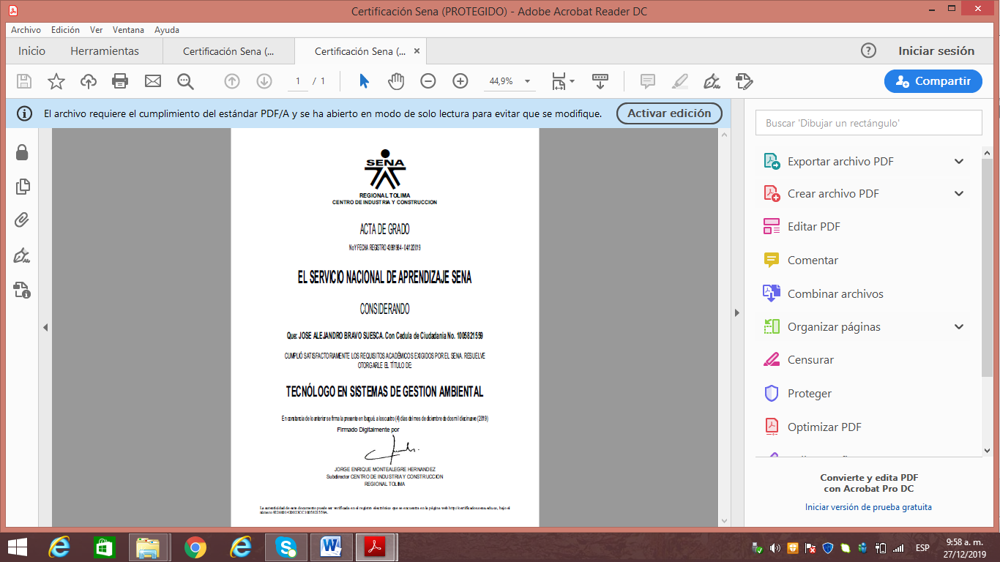 Certificación Sena (PROTEGIDO) - Adobe Acrobat Reader DC
Archivo Edición Ver Ventana Ayuda
Inicio Herramientas Certificación Sena (... Certificación Sena (... × Iniciar sesión
1 / 1 44,9% Compartir
El archivo requiere el cumplimiento del estándar PDF/A y se ha abierto en modo de solo lectura para evitar que se modifique. Activar edición
SENA
REGIONAL TOLIMA
CENTRO DE INDUSTRIA Y CONSTRUCCION
ACTA DE GRADO
No Y FECHA REGISTRO
EL SERVICIO NACIONAL DE APRENDIZAJE SENA
CONSIDERANDO
Que: JOSE ALEJANDRO BRAVO SUESCA. Con Cedula de Ciudadania No. 1005821559
CUMPLIÓ SATISFACTORIAMENTE LOS REQUISITOS ACADÉMICOS EXIGIDOS POR EL SENA. RESUELVE
OTORGARLE EL TÍTULO DE:
TECNÓLOGO EN SISTEMAS DE GESTION AMBIENTAL
En constancia de lo anterior se firma la presente en Ibagué. a los cuatro (4) días del mes de diciembre de dos mil diecinueve (2019)
Firmado Digitalmente por
JORGE ENRIQUE MONTEALEGRE HERNANDEZ
Subdirector CENTRO DE INDUSTRIA Y CONSTRUCCION
REGIONAL TOLIMA
La autenticidad de este documento puede ser verificada en el registro electrónico que se encuentra en la página web http://certificados.sena.edu.co, bajo el
número
Buscar 'Dibujar un rectángulo'
Exportar archivo PDF
Crear archivo PDF
Editar PDF
Comentar
Combinar archivos
Organizar páginas
Censurar
Proteger
Optimizar PDF
Convierte y edita PDF
con Acrobat Pro DC
Iniciar versión de prueba gratuita
ESP
9:58 a. m.
27/12/2019